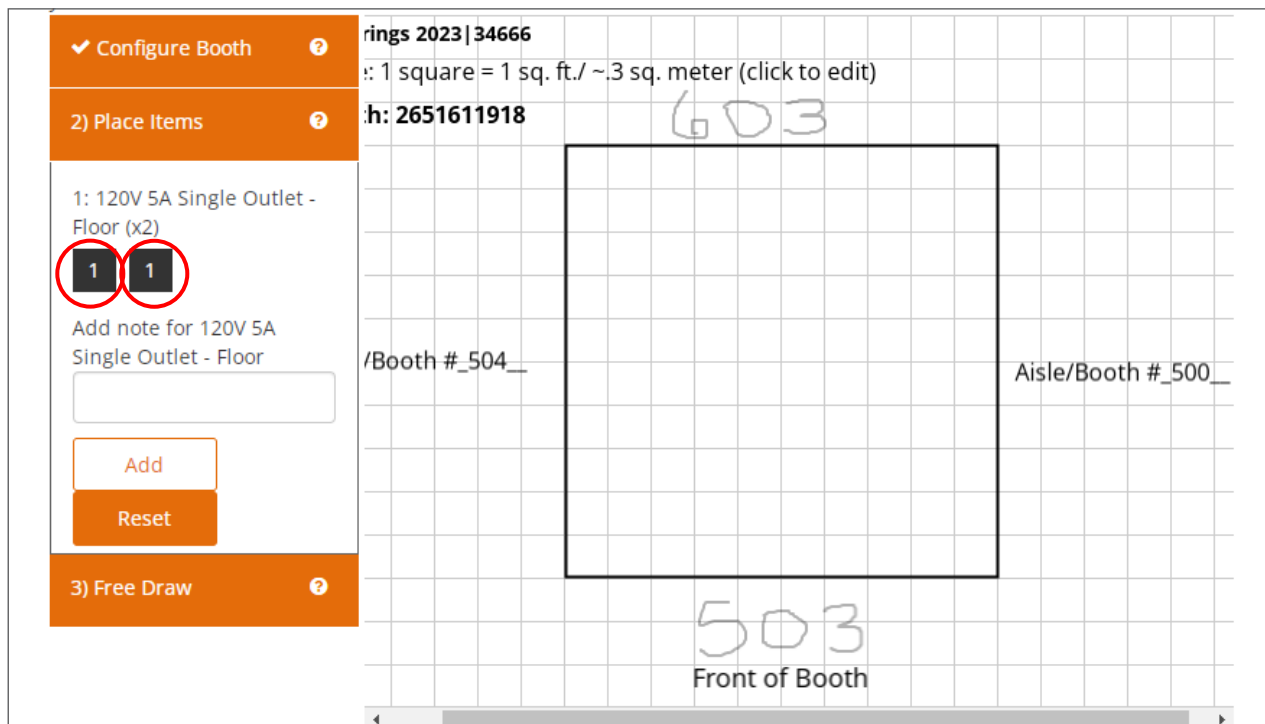 Configure Booth
2) Place Items
1: 120V 5A Single Outlet -
Floor (x2)
1 1
Add note for 120V 5A
Single Outlet - Floor
Add
Reset
3) Free Draw
rings 2023|34666
: 1 square = 1 sq. ft./ ~.3 sq. meter (click to edit)
th: 2651611918
603
/Booth #_504__
Aisle/Booth #_500__
503
Front of Booth